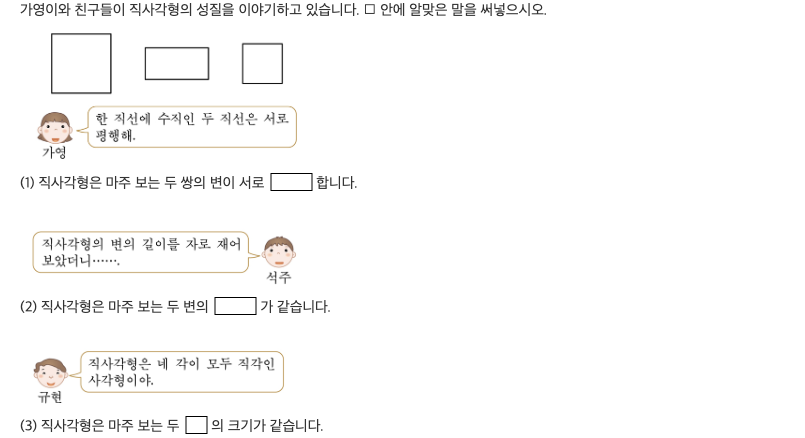 가영이와 친구들이 직사각형의 성질을 이야기하고 있습니다. □ 안에 알맞은 말을 써넣으시오.
한 직선에 수직인 두 직선은 서로
평행해.
가영
(1) 직사각형은 마주 보는 두 쌍의 변이 서로 □ 합니다.
직사각형의 변의 길이를 자로 재어
보았더니⋯⋯.
석주
(2) 직사각형은 마주 보는 두 변의 □ 가 같습니다.
직사각형은 네 각이 모두 직각인
사각형이야.
규현
(3) 직사각형은 마주 보는 두 □ 의 크기가 같습니다.